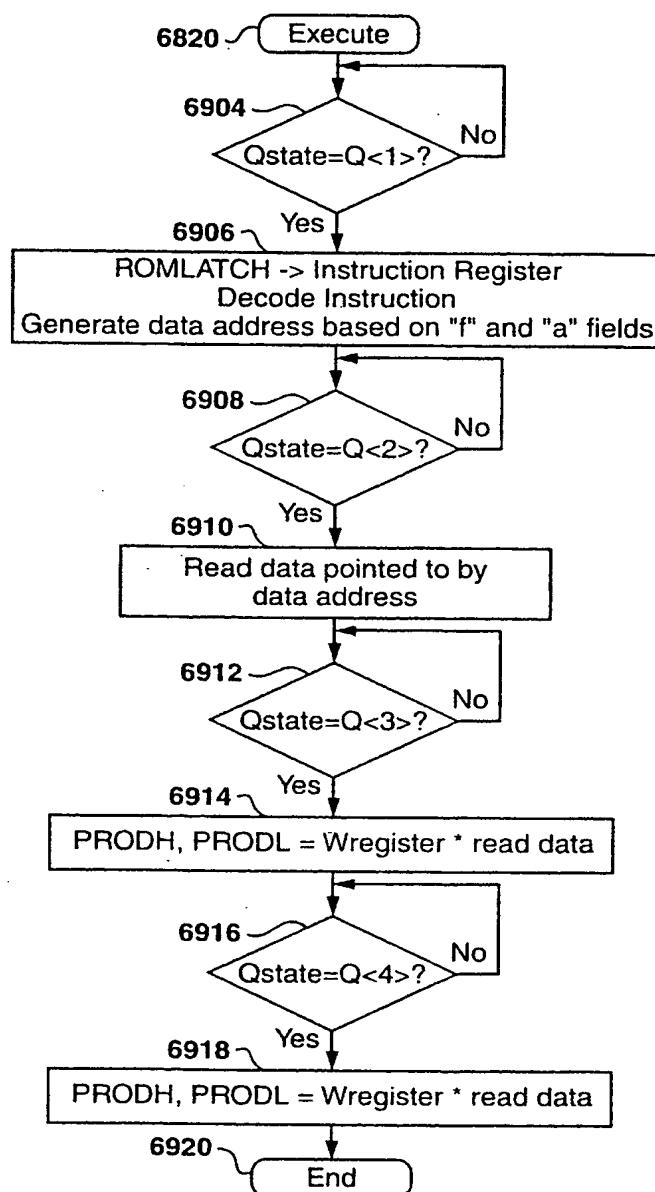 6820
Execute
6904
No
Qstate=Q<1>?
Yes
6906
ROMLATCH -> Instruction Register
Decode Instruction
Generate data address based on "f" and "a" fields
6908
No
Qstate=Q<2>?
Yes
6910
Read data pointed to by
data address
6912
No
Qstate=Q<3>?
Yes
6914
PRODH, PRODL = Wregister * read data
6916
No
Qstate=Q<4>?
Yes
6918
PRODH, PRODL = Wregister * read data
6920
End